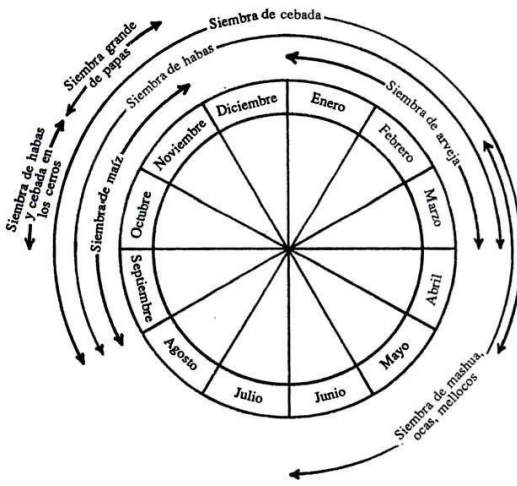 Siembra de cebada
Siembra grande
de papas
Siembra de habas
Siembra de habas
y cebada en
los cerros
Siembra de maíz
Siembra de arveja
Enero
Febrero
Marzo
Abril
Mayo
Junio
Julio
Agosto
Septiembre
Octubre
Noviembre
Diciembre
Siembra de mashua,
ocas, mellocos